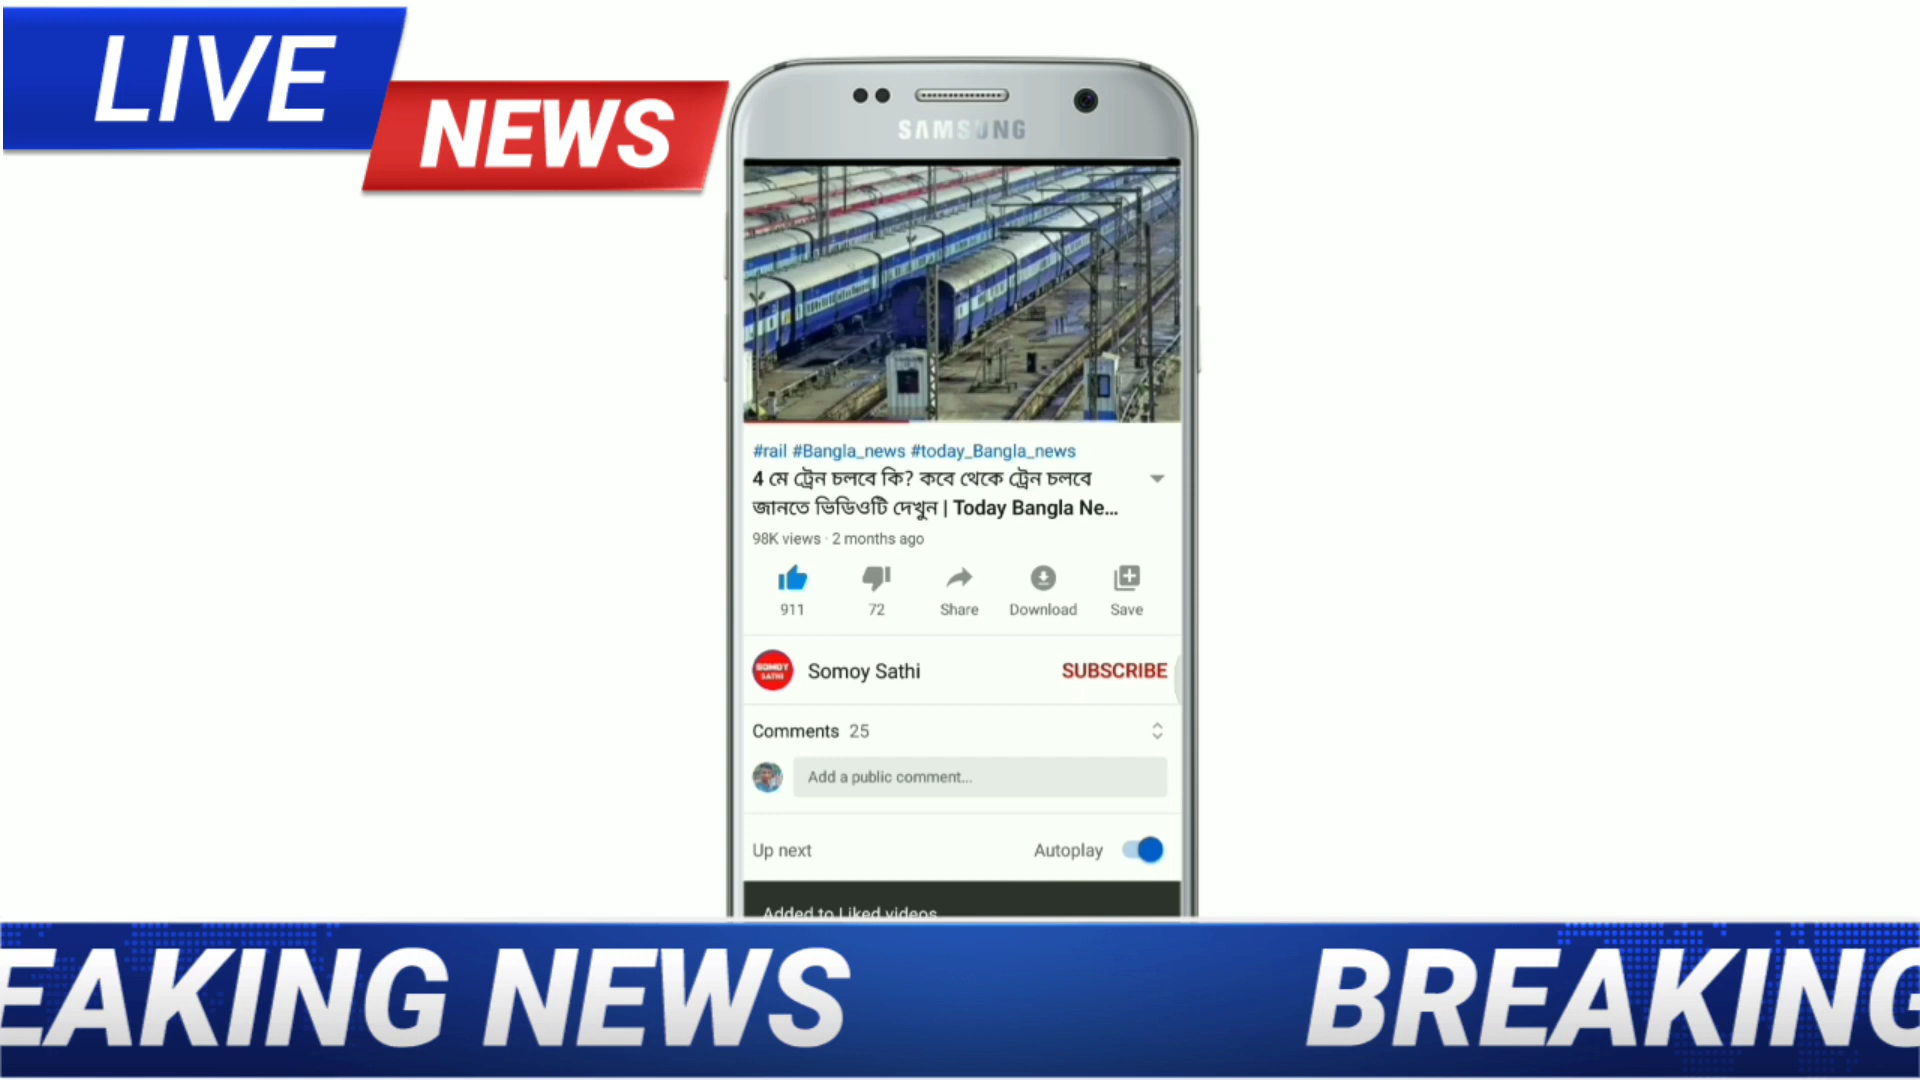 LIVE
NEWS
SAMSUNG
#rail #Bangla_news #today_Bangla_news
4 মে ট্রেন চলবে কি? কবে থেকে ট্রেন চলবে
জানতে ভিডিওটি দেখুন | Today Bangla Ne...
98K views · 2 months ago
911
72
Share
Download
Save
SOMOY
SATHI
Somoy Sathi
SUBSCRIBE
Comments 25
Add a public comment...
Up next
Autoplay
Added to Liked videos
EAKING NEWS
BREAKING